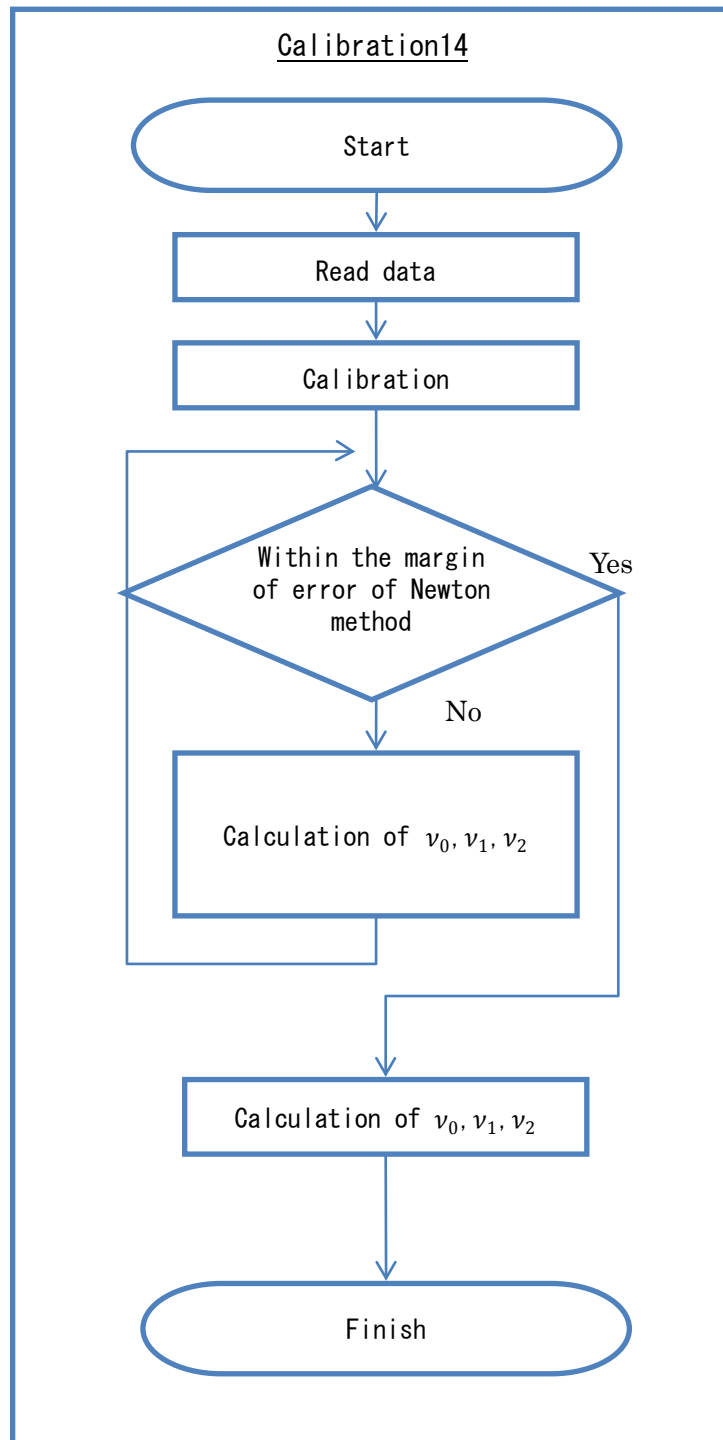 Calibration14
Start
Read data
Calibration
Within the margin
of error of Newton
method
Yes
No
Calculation of ν₀, ν₁, ν₂
Calculation of ν₀, ν₁, ν₂
Finish